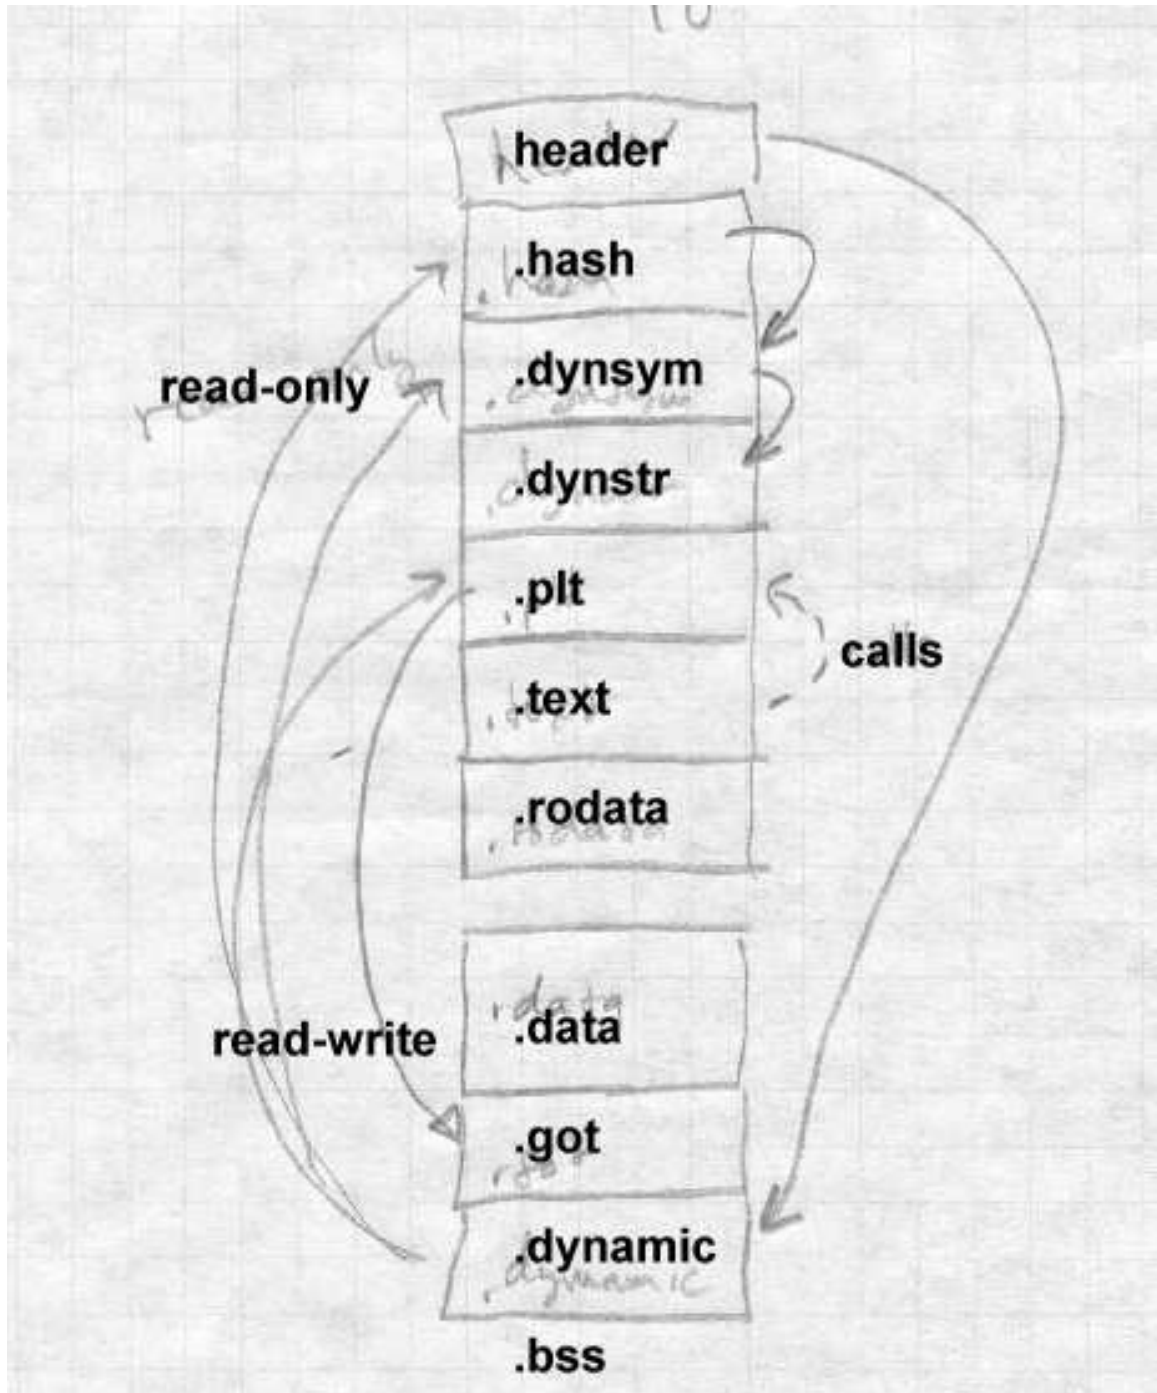 header
.hash
read-only
.dynsym
.dynstr
.plt
calls
.text
.rodata
.data
read-write
.got
.dynamic
.bss